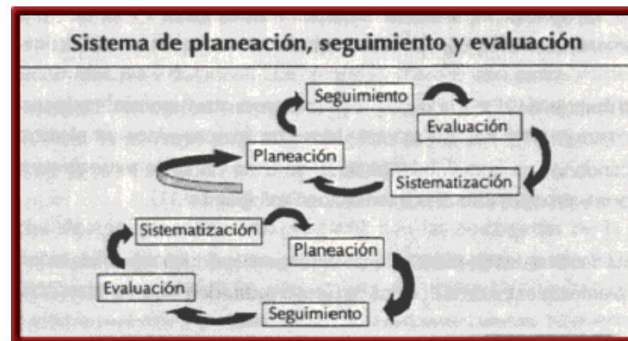 Sistema de planeación, seguimiento y evaluación
Seguimiento
Evaluación
Planeación
Sistematización
Sistematización
Planeación
Evaluación
Seguimiento